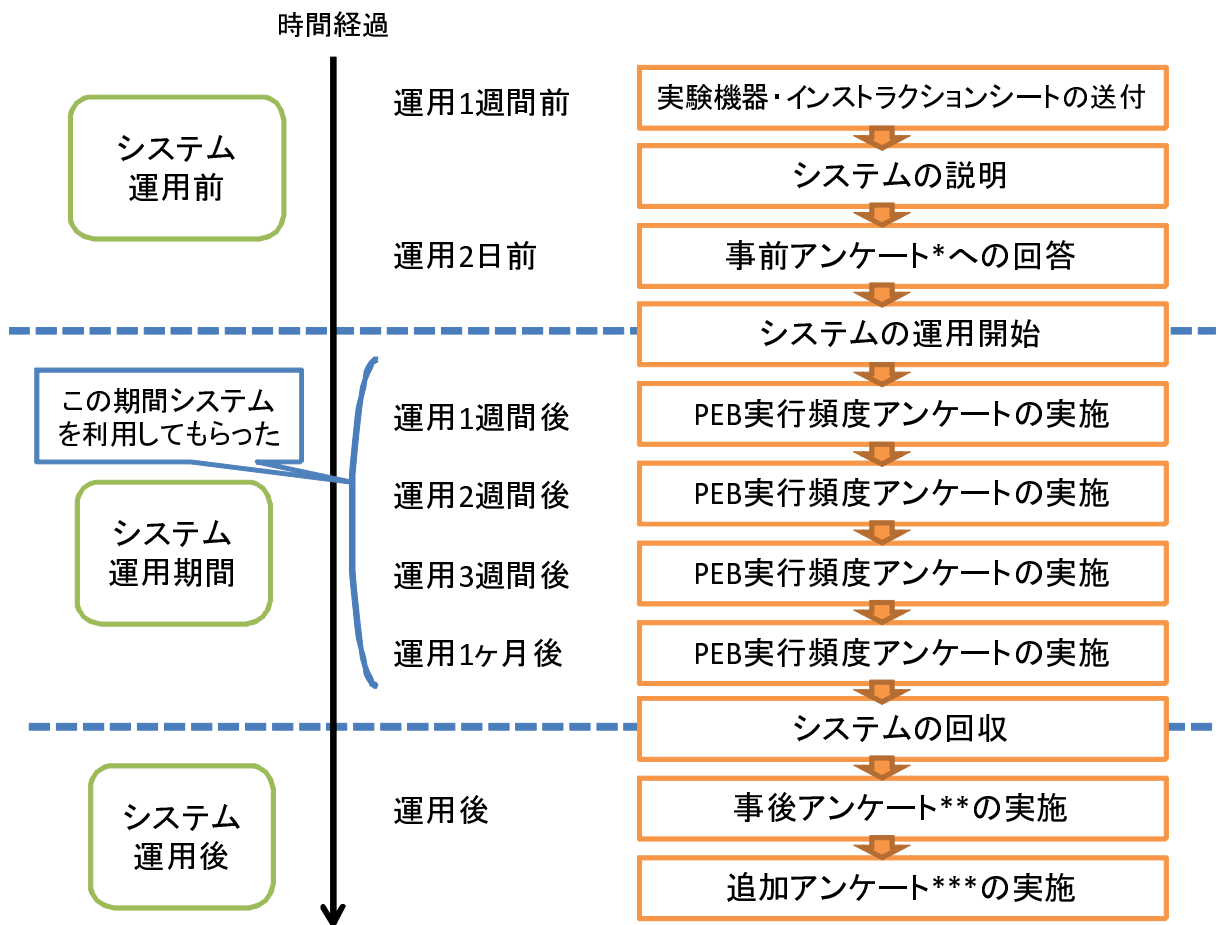 時間経過
システム
運用前
運用1週間前
実験機器・インストラクションシートの送付
システムの説明
運用2日前
事前アンケート*への回答
システムの運用開始
この期間システム
を利用してもらった
運用1週間後
PEB実行頻度アンケートの実施
運用2週間後
PEB実行頻度アンケートの実施
システム
運用期間
運用3週間後
PEB実行頻度アンケートの実施
運用1ヶ月後
PEB実行頻度アンケートの実施
システムの回収
システム
運用後
運用後
事後アンケート**の実施
追加アンケート***の実施